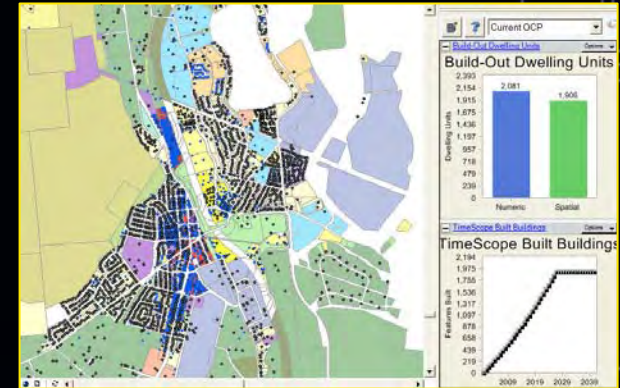 Current OCP
Build-Out Dwelling Units
Options
Build-Out Dwelling Units
2,393
2,154
1,915
1,675
1,436
1,197
957
718
479
239
0
Dwelling Units
2,081
1,906
Numeric
Spatial
TimeScope Built Buildings
Options
TimeScope Built Buildings
2,194
1,975
1,755
1,536
1,317
1,097
878
658
439
219
0
Features Built
2009
2019
2029
2039